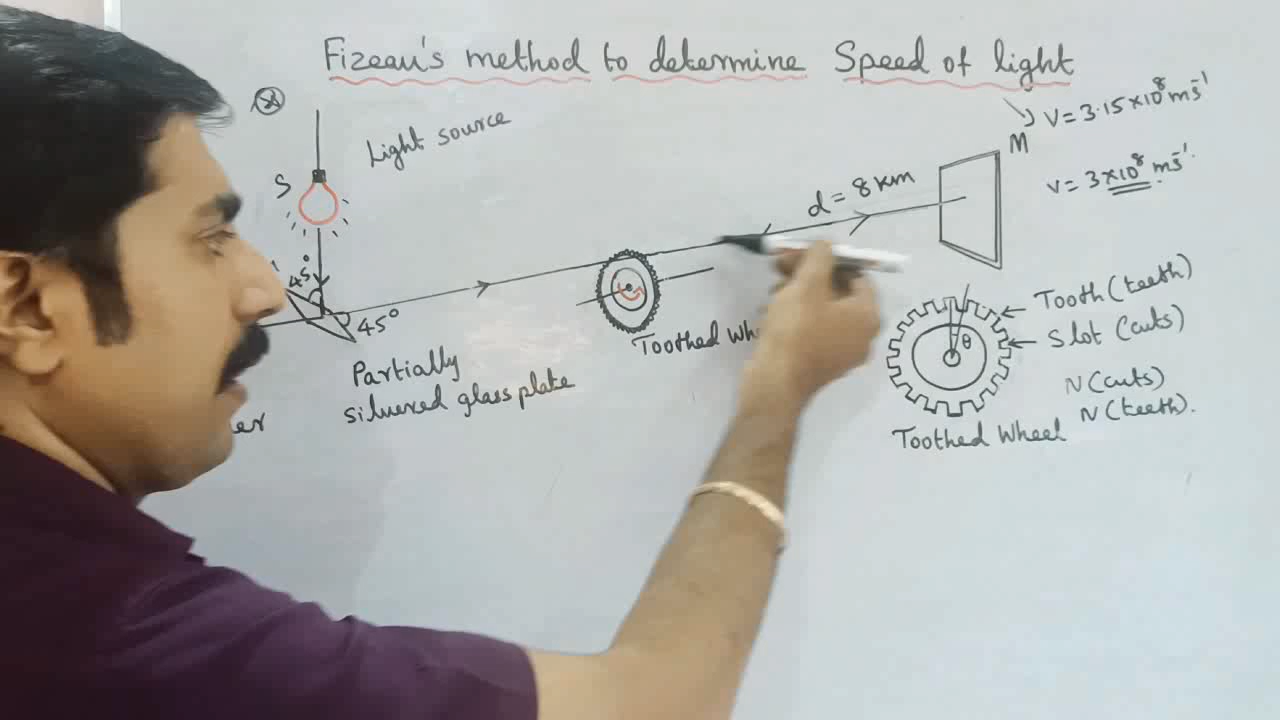 Fizeau's method to determine Speed of light
V = 3.15 × 10⁸ ms⁻¹
V = 3 × 10⁸ ms⁻¹.
Light source
S
M
d = 8 km
45°
45°
Partially
silvered glass plate
Toothed
Tooth (teeth)
Slot (cuts)
θ
N (cuts)
N (teeth).
Toothed Wheel